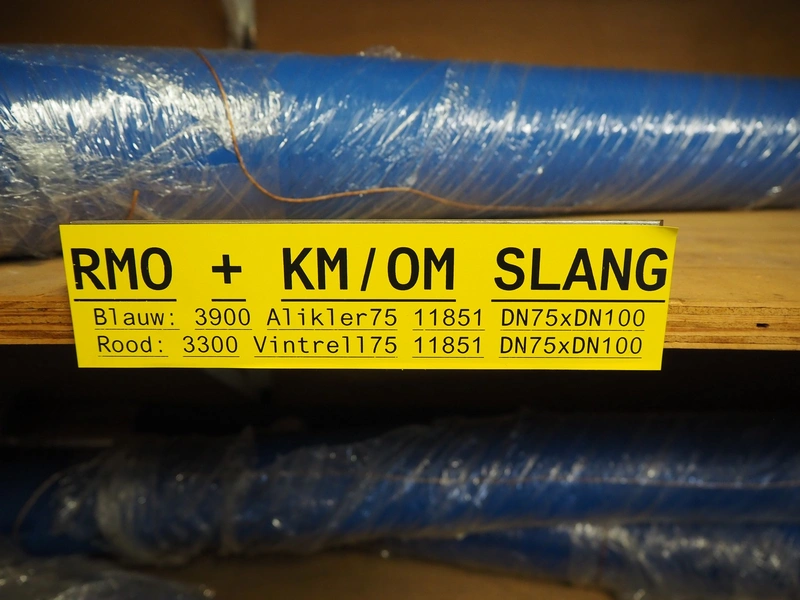 RMO + KM/OM SLANG
Blauw: 3900 Alikler75 11851 DN75xDN100
Rood: 3300 Vintrell75 11851 DN75xDN100